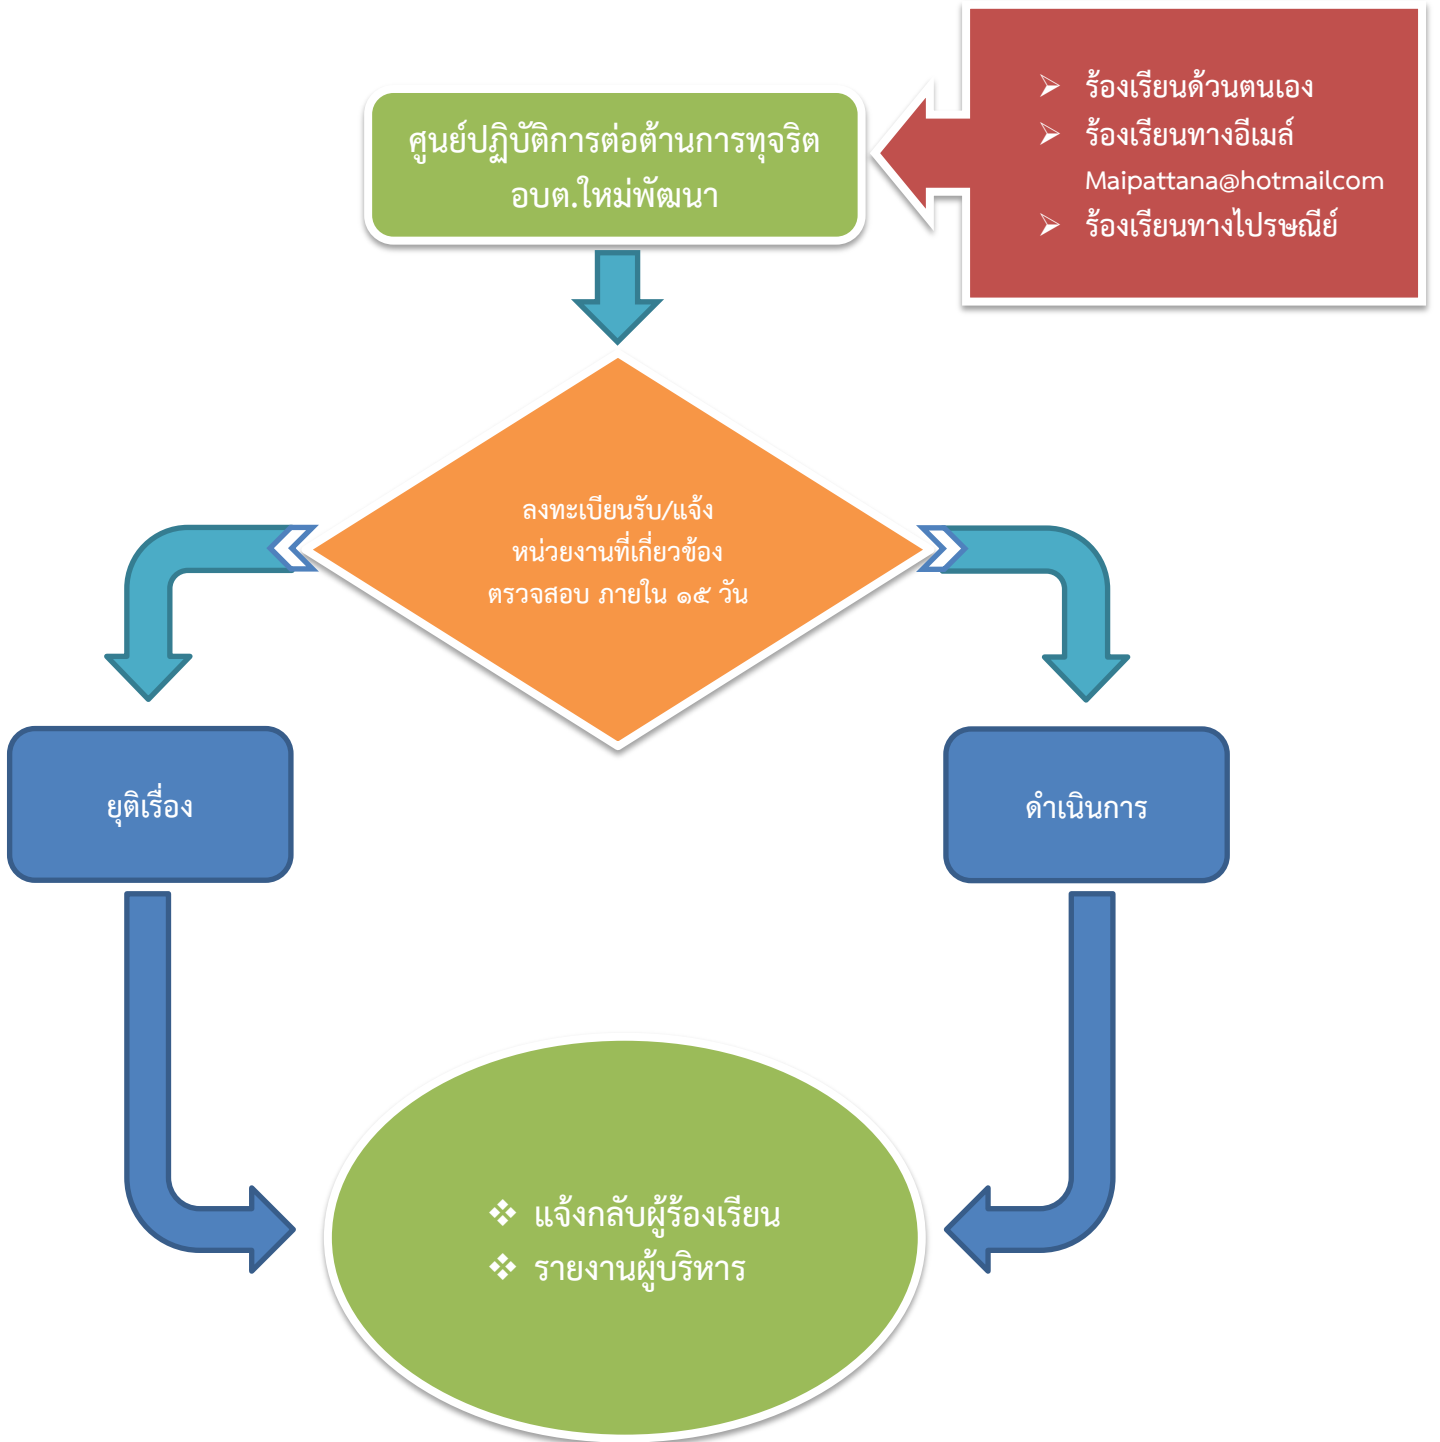 ศูนย์ปฏิบัติการต่อต้านการทุจริต
อบต.ใหม่พัฒนา
ร้องเรียนด้วนตนเอง
ร้องเรียนทางอีเมล์
Maipattana@hotmailcom
ร้องเรียนทางไปรษณีย์
ลงทะเบียนรับ/แจ้ง
หน่วยงานที่เกี่ยวข้อง
ตรวจสอบ ภายใน ๑๕ วัน
ยุติเรื่อง
ดำเนินการ
แจ้งกลับผู้ร้องเรียน
รายงานผู้บริหาร